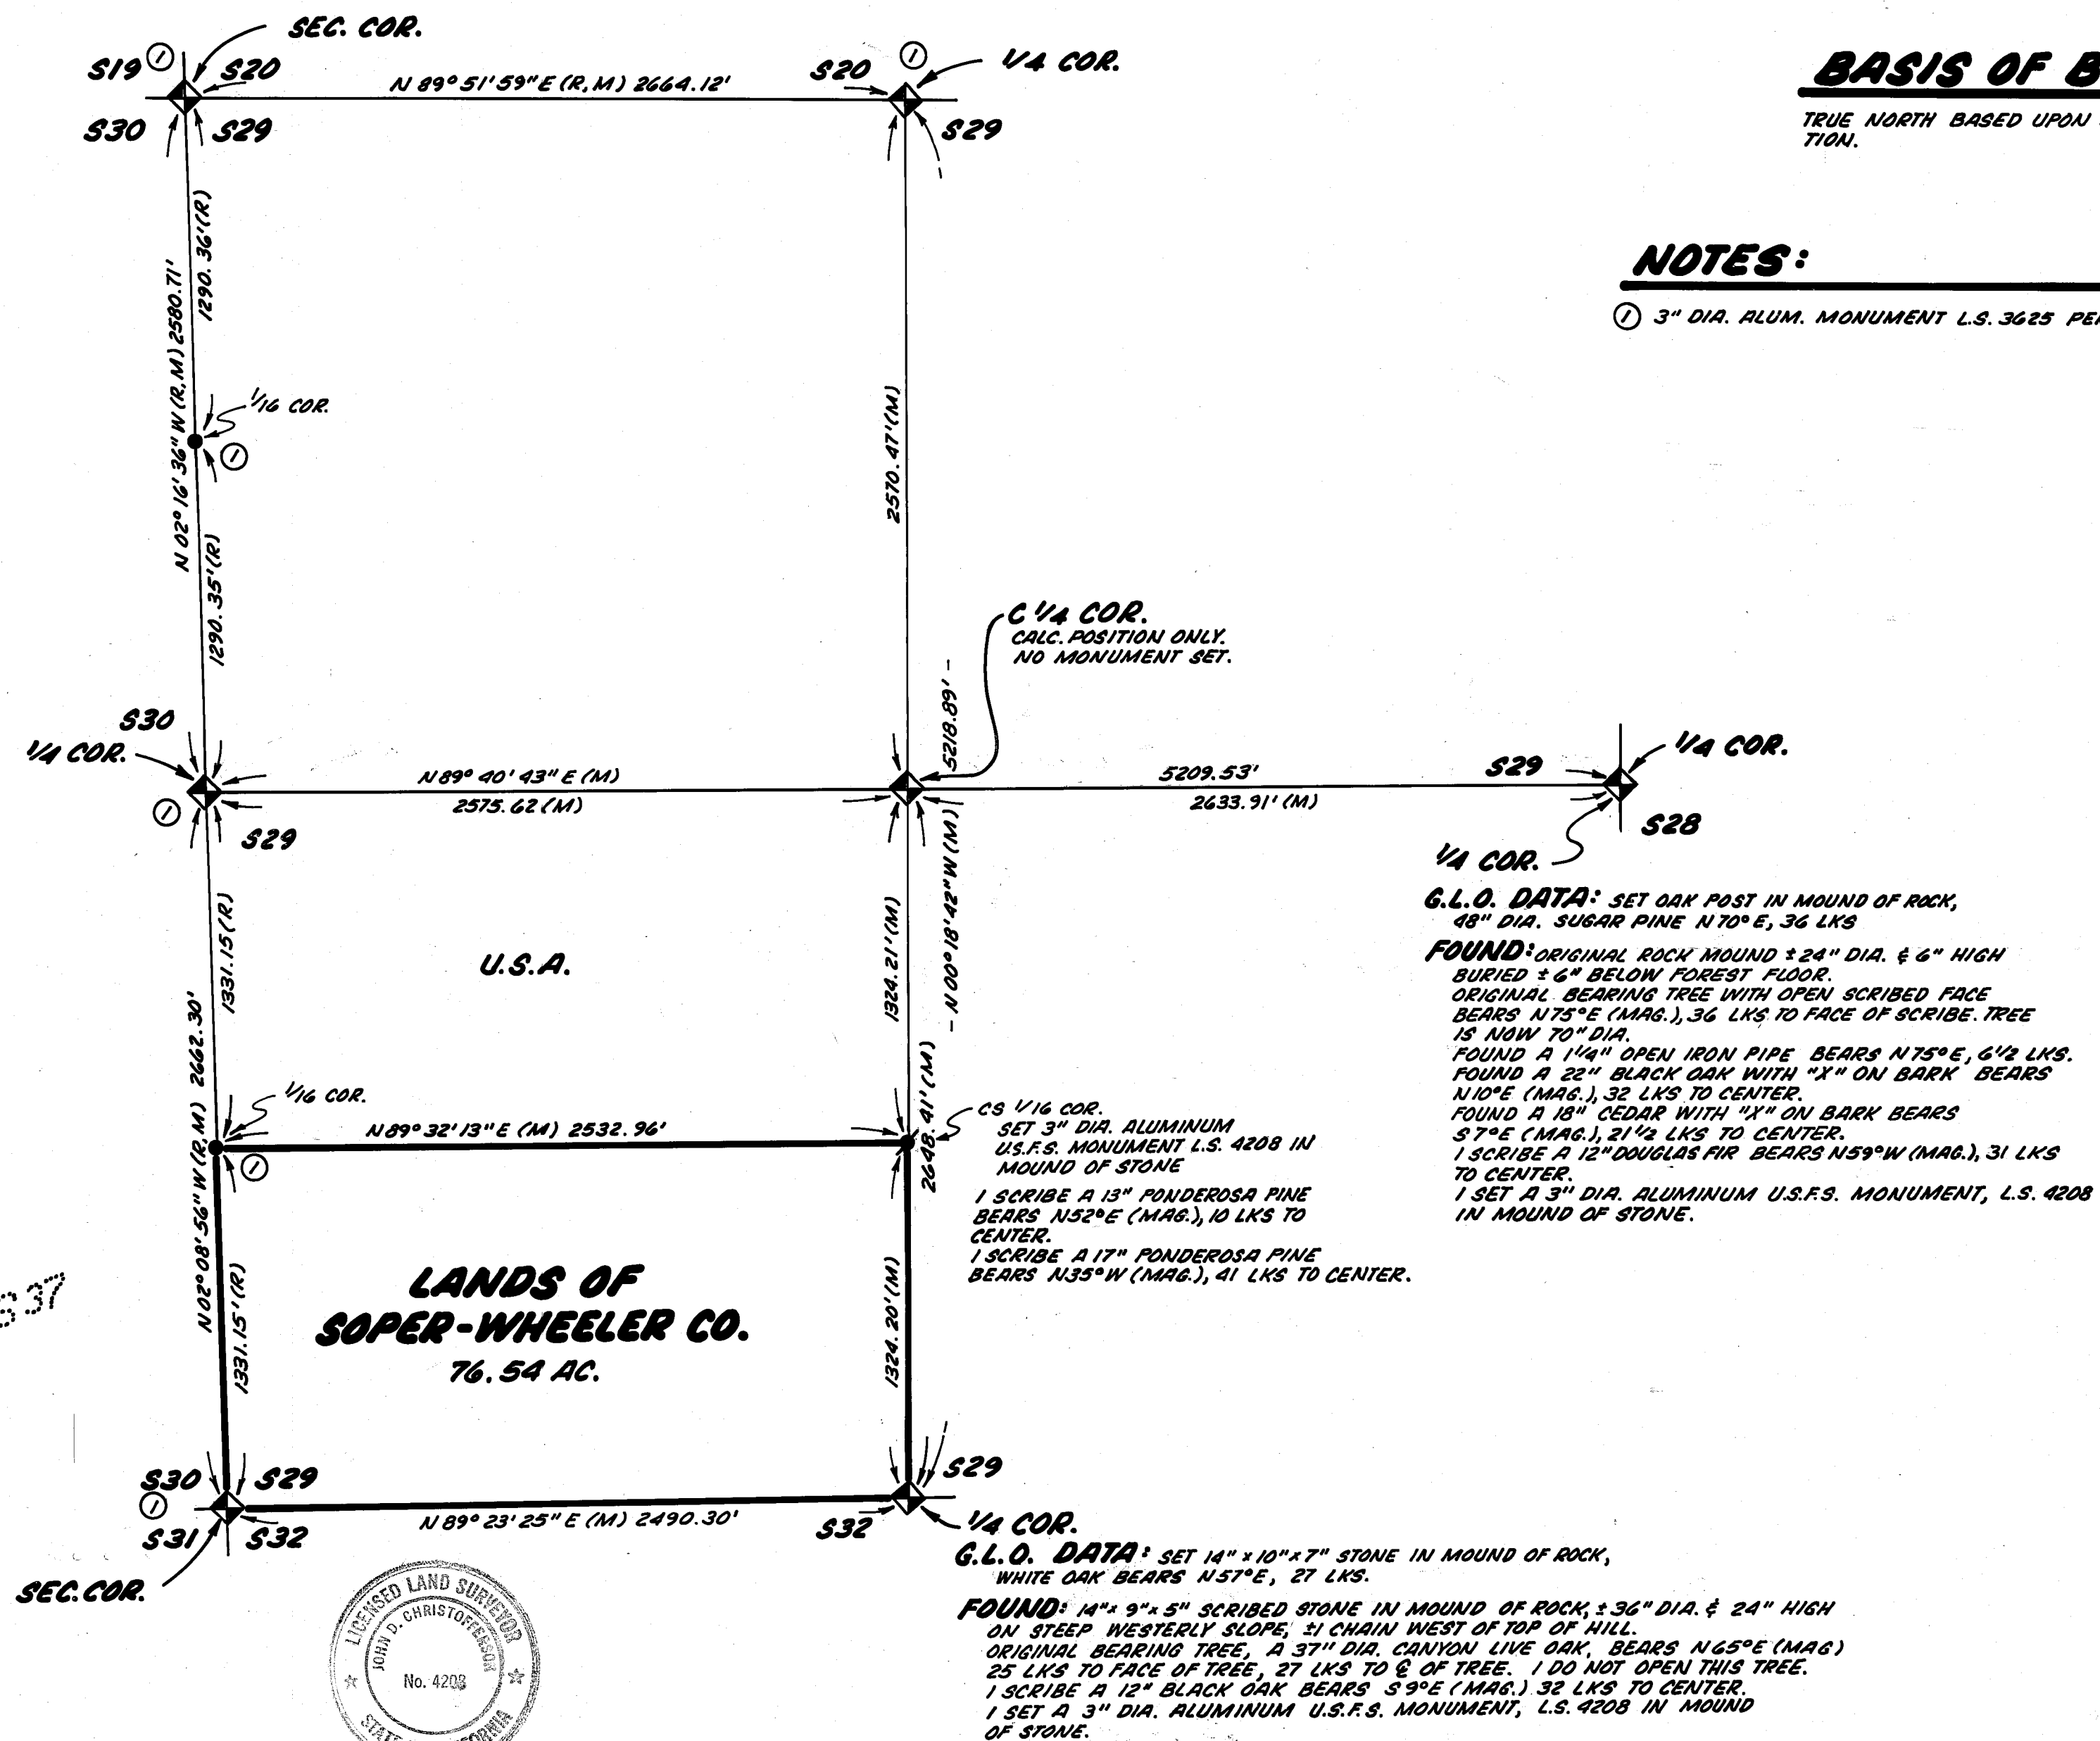 SEC. COR.
S19 ① S20
S30 S29
N 89° 51' 59" E (R,M) 2664.12'
S20 ① 1/4 COR.
S29
BASIS OF B
TRUE NORTH BASED UPON
TION.
NOTES:
① 3" DIA. ALUM. MONUMENT L.S. 3625 PE
1290.36' (R)
N 02° 16' 36" W (R,M) 2580.71'
1/16 COR.
①
1290.35' (R)
2570.47' (M)
C 1/4 COR.
CALC. POSITION ONLY.
NO MONUMENT SET.
5218.89' -
- N 00° 18' 42" W (M)
S30
1/4 COR.
①
S29
N 89° 40' 43" E (M)
2575.62 (M)
5209.53'
2633.91' (M)
S29
1/4 COR.
S28
1/4 COR.
G.L.O. DATA: SET OAK POST IN MOUND OF ROCK,
48" DIA. SUGAR PINE N 70° E, 36 LKS
FOUND: ORIGINAL ROCK MOUND ±24" DIA. & 6" HIGH
BURIED ± 6" BELOW FOREST FLOOR.
ORIGINAL BEARING TREE WITH OPEN SCRIBED FACE
BEARS N75°E (MAG.), 36 LKS TO FACE OF SCRIBE. TREE
IS NOW 70" DIA.
FOUND A 1 1/4" OPEN IRON PIPE BEARS N75°E, 6 1/2 LKS.
FOUND A 22" BLACK OAK WITH "X" ON BARK BEARS
N10°E (MAG.), 32 LKS TO CENTER.
FOUND A 18" CEDAR WITH "X" ON BARK BEARS
S 7°E (MAG.), 21 1/2 LKS TO CENTER.
I SCRIBE A 12" DOUGLAS FIR BEARS N59°W (MAG.), 31 LKS
TO CENTER.
I SET A 3" DIA. ALUMINUM U.S.F.S. MONUMENT, L.S. 4208
IN MOUND OF STONE.
1331.15 (R)
U.S.A.
1324.21' (M)
N 02° 08' 56" W (R,M) 2662.30'
2648.41' (M)
1/16 COR.
①
N 89° 32' 13" E (M) 2532.96'
CS 1/16 COR.
SET 3" DIA. ALUMINUM
U.S.F.S. MONUMENT L.S. 4208 IN
MOUND OF STONE
I SCRIBE A 13" PONDEROSA PINE
BEARS N52°E (MAG.), 10 LKS TO
CENTER.
I SCRIBE A 17" PONDEROSA PINE
BEARS N35°W (MAG.), 41 LKS TO CENTER.
37
LANDS OF
SOPER-WHEELER CO.
76.54 AC.
1331.15' (R)
1324.20' (M)
S30 S29
①
S31 S32
SEC. COR.
N 89° 23' 25" E (M) 2490.30'
S29
S32
1/4 COR.
G.L.O. DATA: SET 14" x 10" x 7" STONE IN MOUND OF ROCK,
WHITE OAK BEARS N57°E, 27 LKS.
FOUND: 14" x 9" x 5" SCRIBED STONE IN MOUND OF ROCK, ± 36" DIA. & 24" HIGH
ON STEEP WESTERLY SLOPE, ±1 CHAIN WEST OF TOP OF HILL.
ORIGINAL BEARING TREE, A 37" DIA. CANYON LIVE OAK, BEARS N65°E (MAG)
25 LKS TO FACE OF TREE, 27 LKS TO ℄ OF TREE. I DO NOT OPEN THIS TREE.
I SCRIBE A 12" BLACK OAK BEARS S 9°E (MAG.) 32 LKS TO CENTER.
I SET A 3" DIA. ALUMINUM U.S.F.S. MONUMENT, L.S. 4208 IN MOUND
OF STONE.
LICENSED LAND SURVEYOR
JOHN D. CHRISTOFFERSON
No. 4208